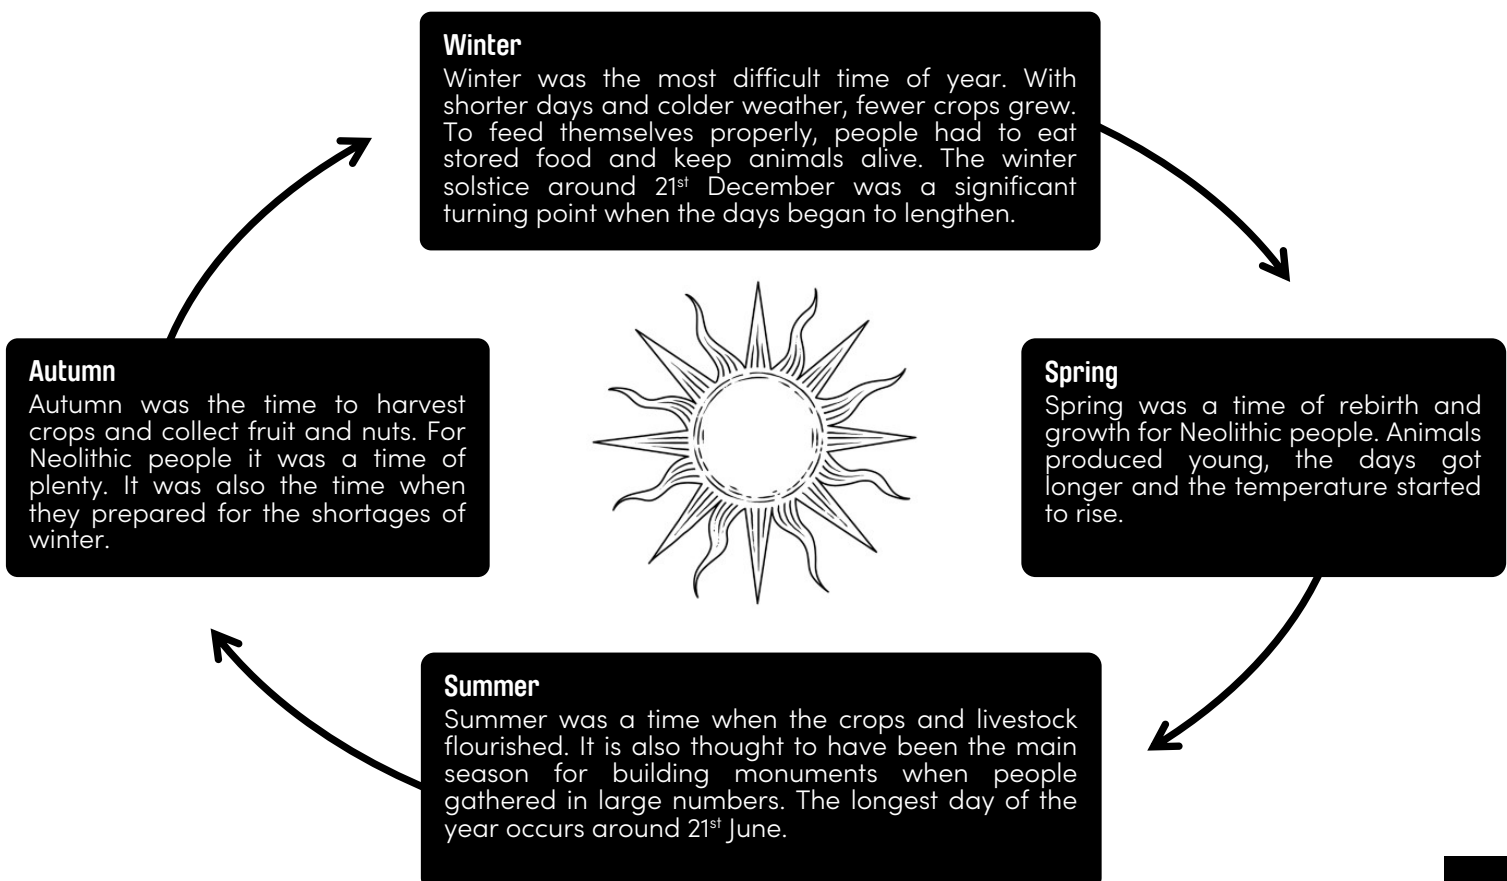 Winter
Winter was the most difficult time of year. With
shorter days and colder weather, fewer crops grew.
To feed themselves properly, people had to eat
stored food and keep animals alive. The winter
solstice around 21st December was a significant
turning point when the days began to lengthen.
Autumn
Autumn was the time to harvest
crops and collect fruit and nuts. For
Neolithic people it was a time of
plenty. It was also the time when
they prepared for the shortages of
winter.
Spring
Spring was a time of rebirth and
growth for Neolithic people. Animals
produced young, the days got
longer and the temperature started
to rise.
Summer
Summer was a time when the crops and livestock
flourished. It is also thought to have been the main
season for building monuments when people
gathered in large numbers. The longest day of the
year occurs around 21st June.